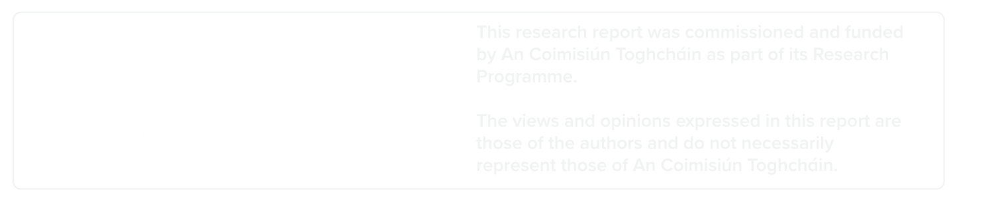 This research report was commissioned and funded
by An Coimisiún Toghcháin as part of its Research
Programme.
The views and opinions expressed in this report are
those of the authors and do not necessarily
represent those of An Coimisiún Toghcháin.